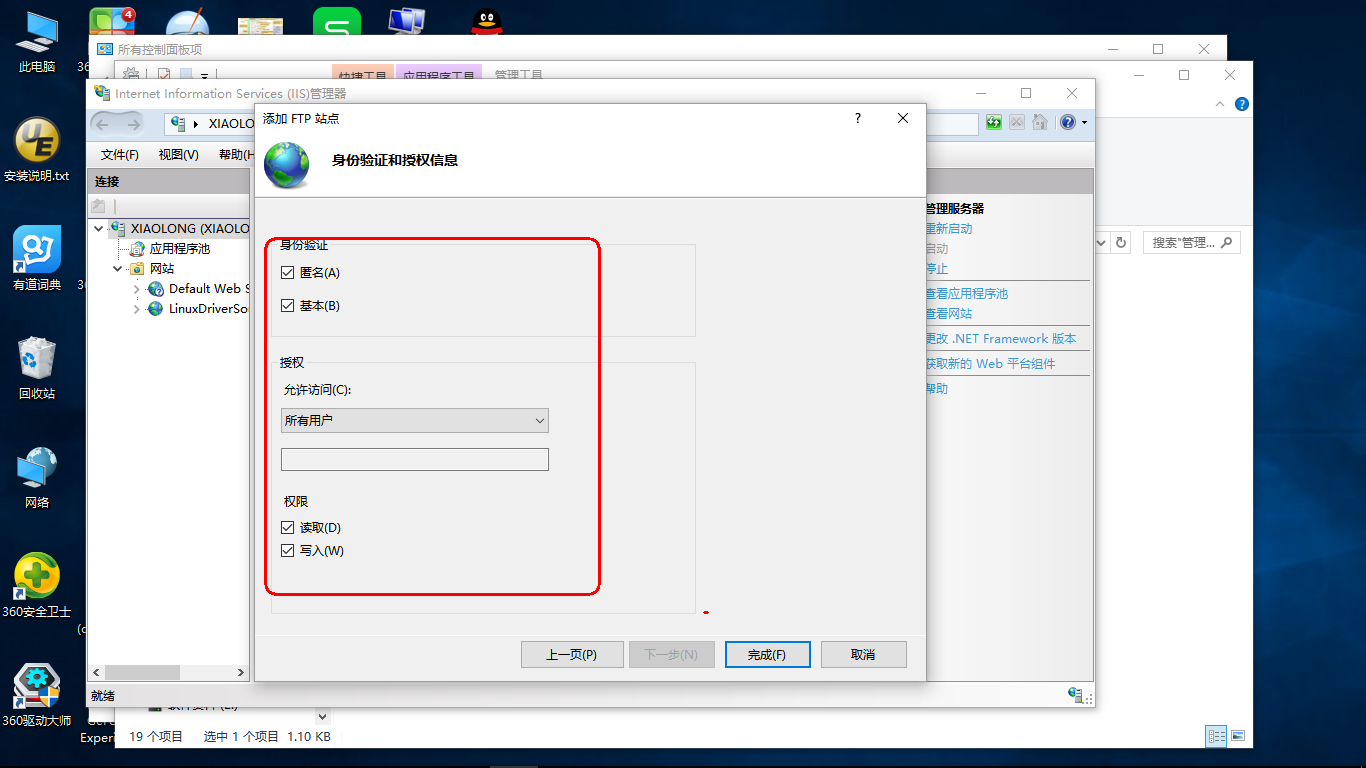 4
此电脑
36
所有控制面板项
快捷工具
应用程序工具
管理工具
Internet Information Services (IIS)管理器
XIAOLO
添加 FTP 站点
?
文件(F)
视图(V)
帮助(H
身份验证和授权信息
UE
安装说明.txt
连接
管理服务器
XIAOLONG (XIAOLO
重新启动
应用程序池
启动
搜索"管理...
网站
身份验证
停止
有道词典
Default Web S
匿名(A)
查看应用程序池
LinuxDriverSo
基本(B)
查看网站
更改 .NET Framework 版本
授权
获取新的 Web 平台组件
允许访问(C):
帮助
回收站
所有用户
网络
权限
读取(D)
写入(W)
360安全卫士
上一页(P)
下一步(N)
完成(F)
取消
就绪
360驱动大师
Experi
19 个项目
选中 1 个项目
1.10 KB